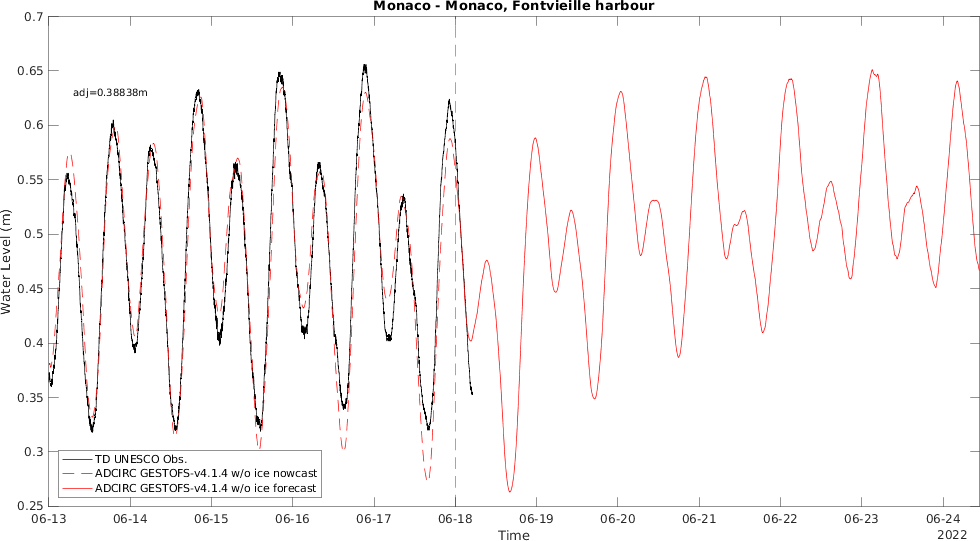 Monaco - Monaco, Fontvieille harbour
0.7
0.65
0.6
0.55
0.5
0.45
0.4
0.35
0.3
0.25
Water Level (m)
adj=0.38838m
TD UNESCO Obs.
ADCIRC GESTOFS-v4.1.4 w/o ice nowcast
ADCIRC GESTOFS-v4.1.4 w/o ice forecast
06-13 06-14 06-15 06-16 06-17 06-18 06-19 06-20 06-21 06-22 06-23 06-24
Time
2022